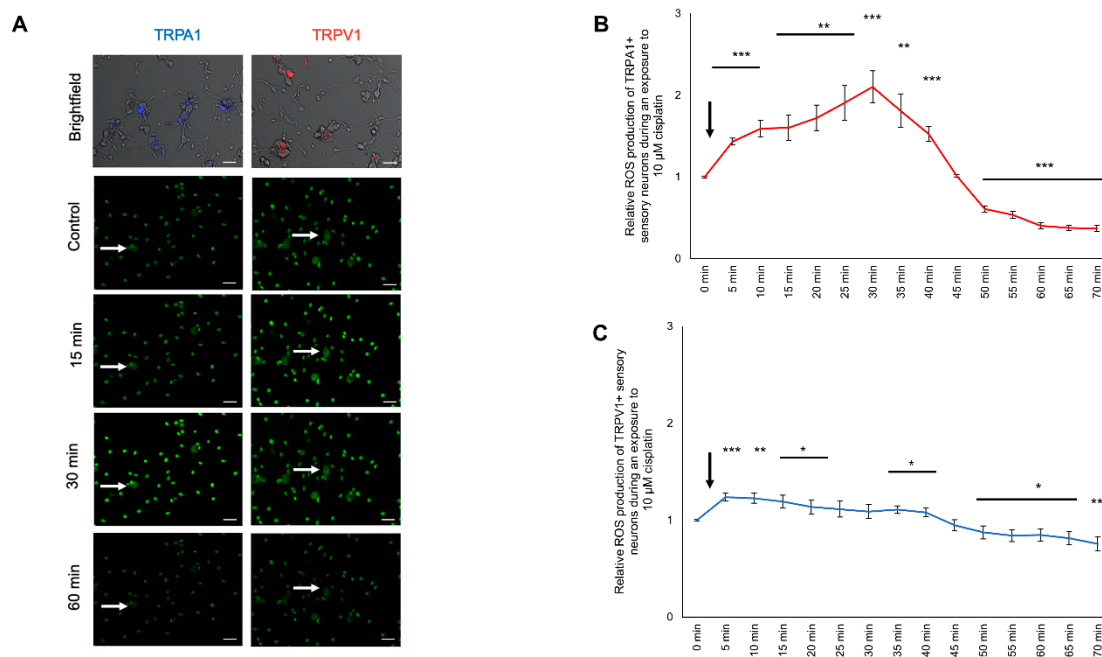 A
TRPA1
TRPV1
Brightfield
Control
15 min
30 min
60 min
B
Relative ROS production of TRPA1+
sensory neurons during an exposure to
10 µM cisplatin
3
2
1
0
***
**
***
**
***
***
0 min
5 min
10 min
15 min
20 min
25 min
30 min
35 min
40 min
45 min
50 min
55 min
60 min
65 min
70 min
C
Relative ROS production of TRPV1+ sensory
neurons during an exposure to
10 µM cisplatin
3
2
1
0
***
**
*
*
*
**
0 min
5 min
10 min
15 min
20 min
25 min
30 min
35 min
40 min
45 min
50 min
55 min
60 min
65 min
70 min